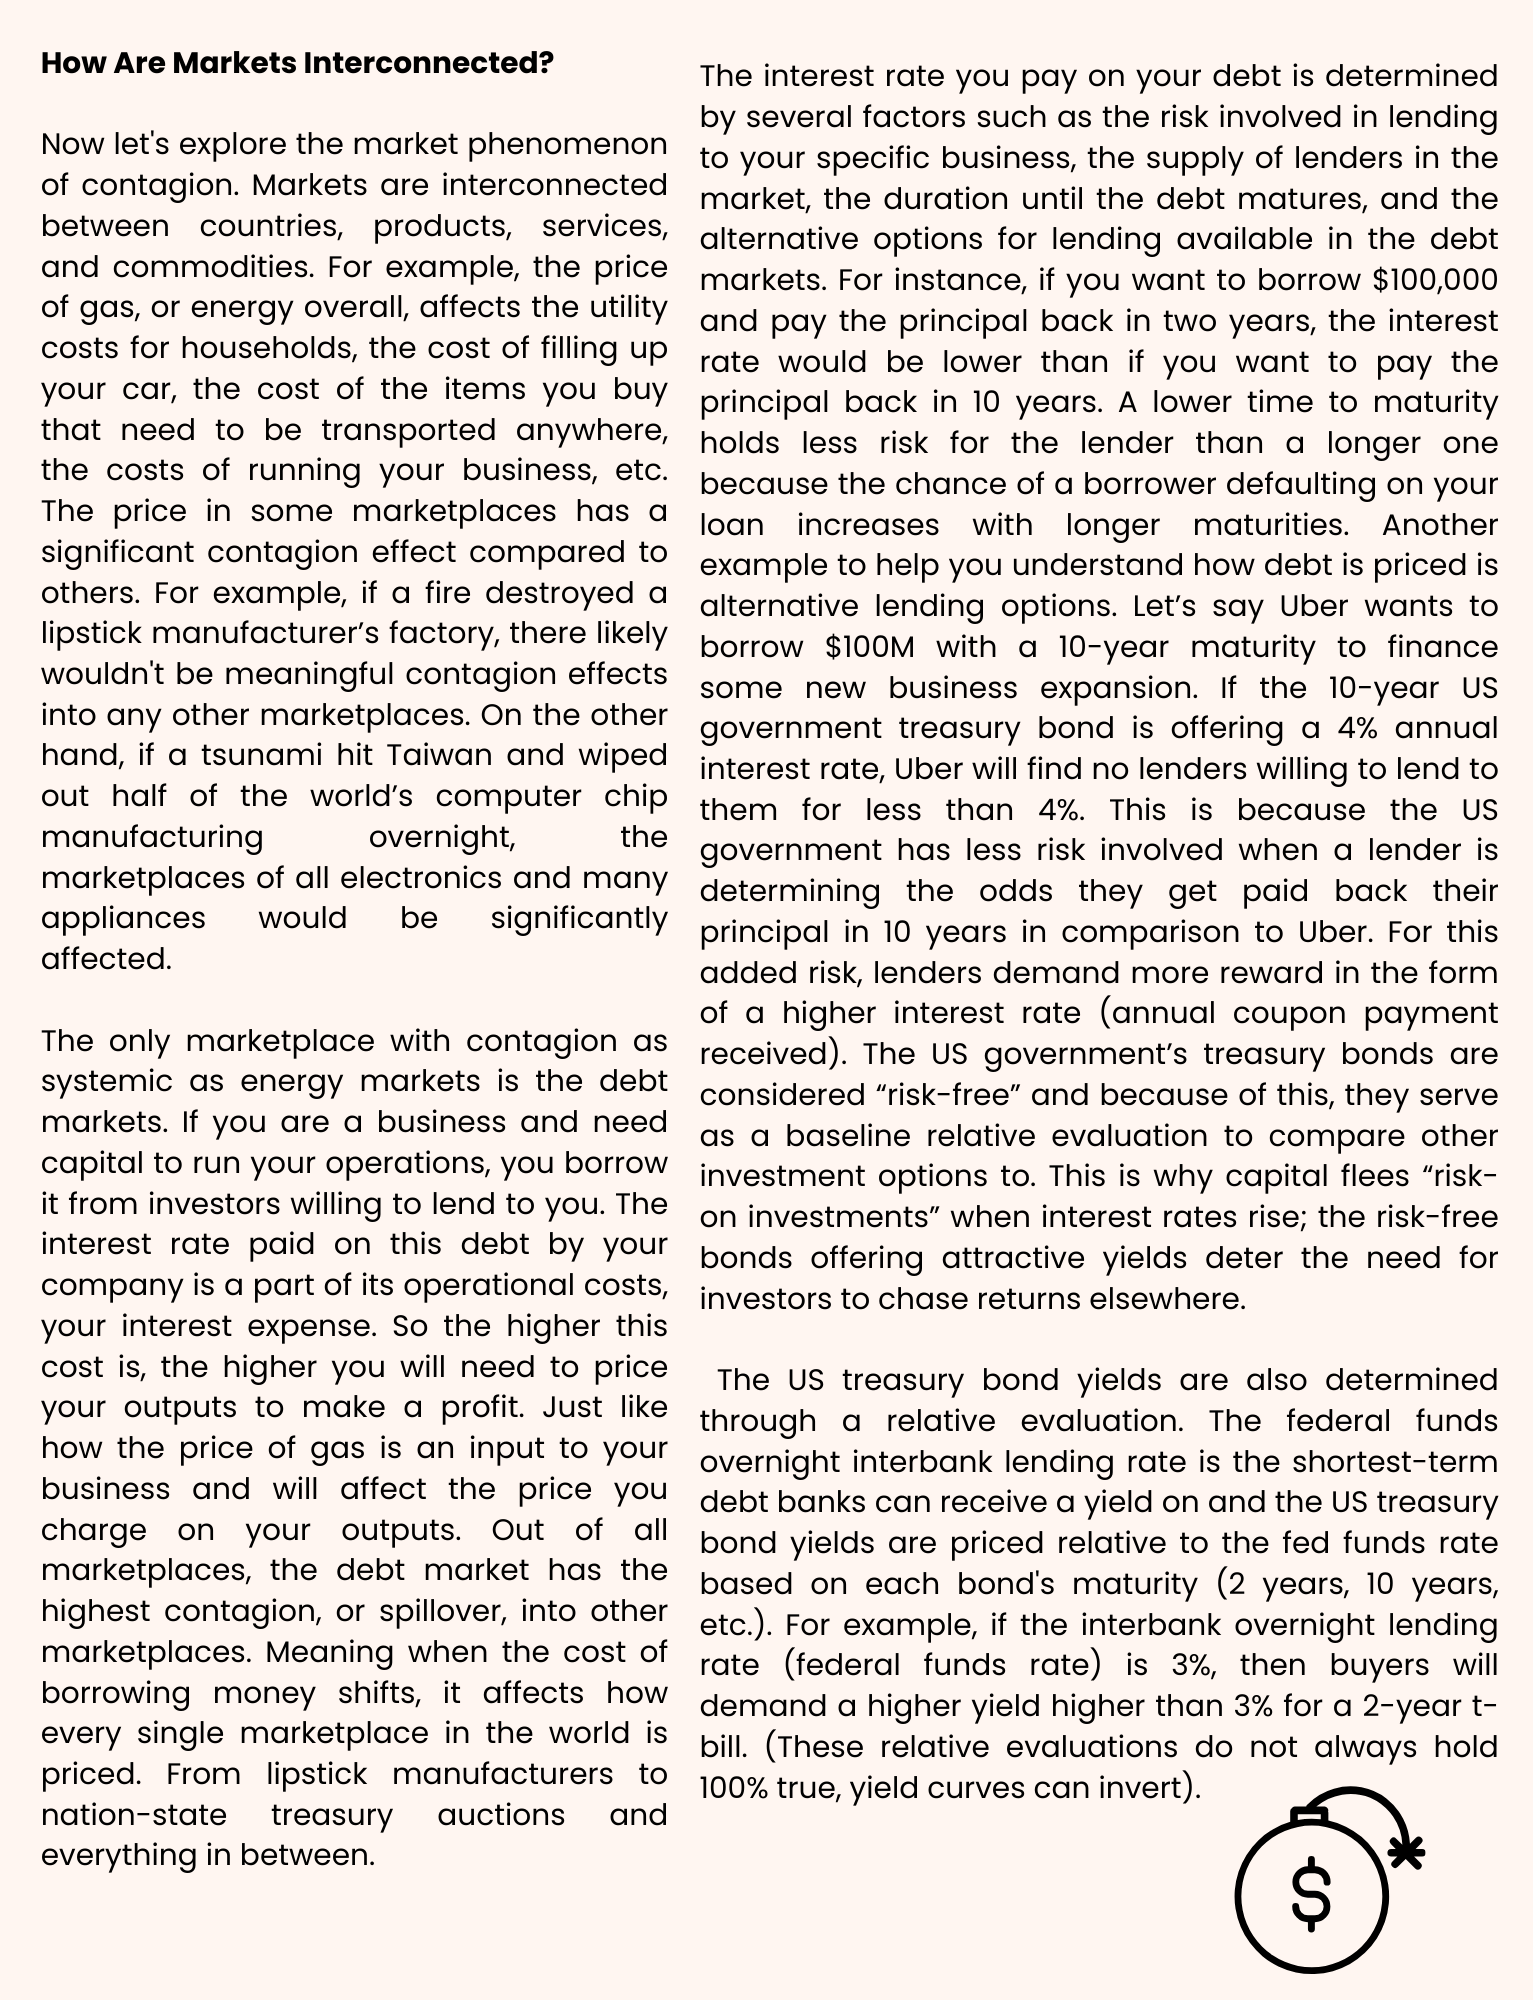 How Are Markets Interconnected?
Now let's explore the market phenomenon
of contagion. Markets are interconnected
between countries, products, services,
and commodities. For example, the price
of gas, or energy overall, affects the utility
costs for households, the cost of filling up
your car, the cost of the items you buy
that need to be transported anywhere,
the costs of running your business, etc.
The price in some marketplaces has a
significant contagion effect compared to
others. For example, if a fire destroyed a
lipstick manufacturer’s factory, there likely
wouldn't be meaningful contagion effects
into any other marketplaces. On the other
hand, if a tsunami hit Taiwan and wiped
out half of the world’s computer chip
manufacturing overnight, the
marketplaces of all electronics and many
appliances would be significantly
affected.
The only marketplace with contagion as
systemic as energy markets is the debt
markets. If you are a business and need
capital to run your operations, you borrow
it from investors willing to lend to you. The
interest rate paid on this debt by your
company is a part of its operational costs,
your interest expense. So the higher this
cost is, the higher you will need to price
your outputs to make a profit. Just like
how the price of gas is an input to your
business and will affect the price you
charge on your outputs. Out of all
marketplaces, the debt market has the
highest contagion, or spillover, into other
marketplaces. Meaning when the cost of
borrowing money shifts, it affects how
every single marketplace in the world is
priced. From lipstick manufacturers to
nation-state treasury auctions and
everything in between.
The interest rate you pay on your debt is determined
by several factors such as the risk involved in lending
to your specific business, the supply of lenders in the
market, the duration until the debt matures, and the
alternative options for lending available in the debt
markets. For instance, if you want to borrow $100,000
and pay the principal back in two years, the interest
rate would be lower than if you want to pay the
principal back in 10 years. A lower time to maturity
holds less risk for the lender than a longer one
because the chance of a borrower defaulting on your
loan increases with longer maturities. Another
example to help you understand how debt is priced is
alternative lending options. Let’s say Uber wants to
borrow $100M with a 10-year maturity to finance
some new business expansion. If the 10-year US
government treasury bond is offering a 4% annual
interest rate, Uber will find no lenders willing to lend to
them for less than 4%. This is because the US
government has less risk involved when a lender is
determining the odds they get paid back their
principal in 10 years in comparison to Uber. For this
added risk, lenders demand more reward in the form
of a higher interest rate (annual coupon payment
received). The US government’s treasury bonds are
considered “risk-free” and because of this, they serve
as a baseline relative evaluation to compare other
investment options to. This is why capital flees “risk-
on investments” when interest rates rise; the risk-free
bonds offering attractive yields deter the need for
investors to chase returns elsewhere.
The US treasury bond yields are also determined
through a relative evaluation. The federal funds
overnight interbank lending rate is the shortest-term
debt banks can receive a yield on and the US treasury
bond yields are priced relative to the fed funds rate
based on each bond's maturity (2 years, 10 years,
etc.). For example, if the interbank overnight lending
rate (federal funds rate) is 3%, then buyers will
demand a higher yield higher than 3% for a 2-year t-
bill. (These relative evaluations do not always hold
100% true, yield curves can invert).
$